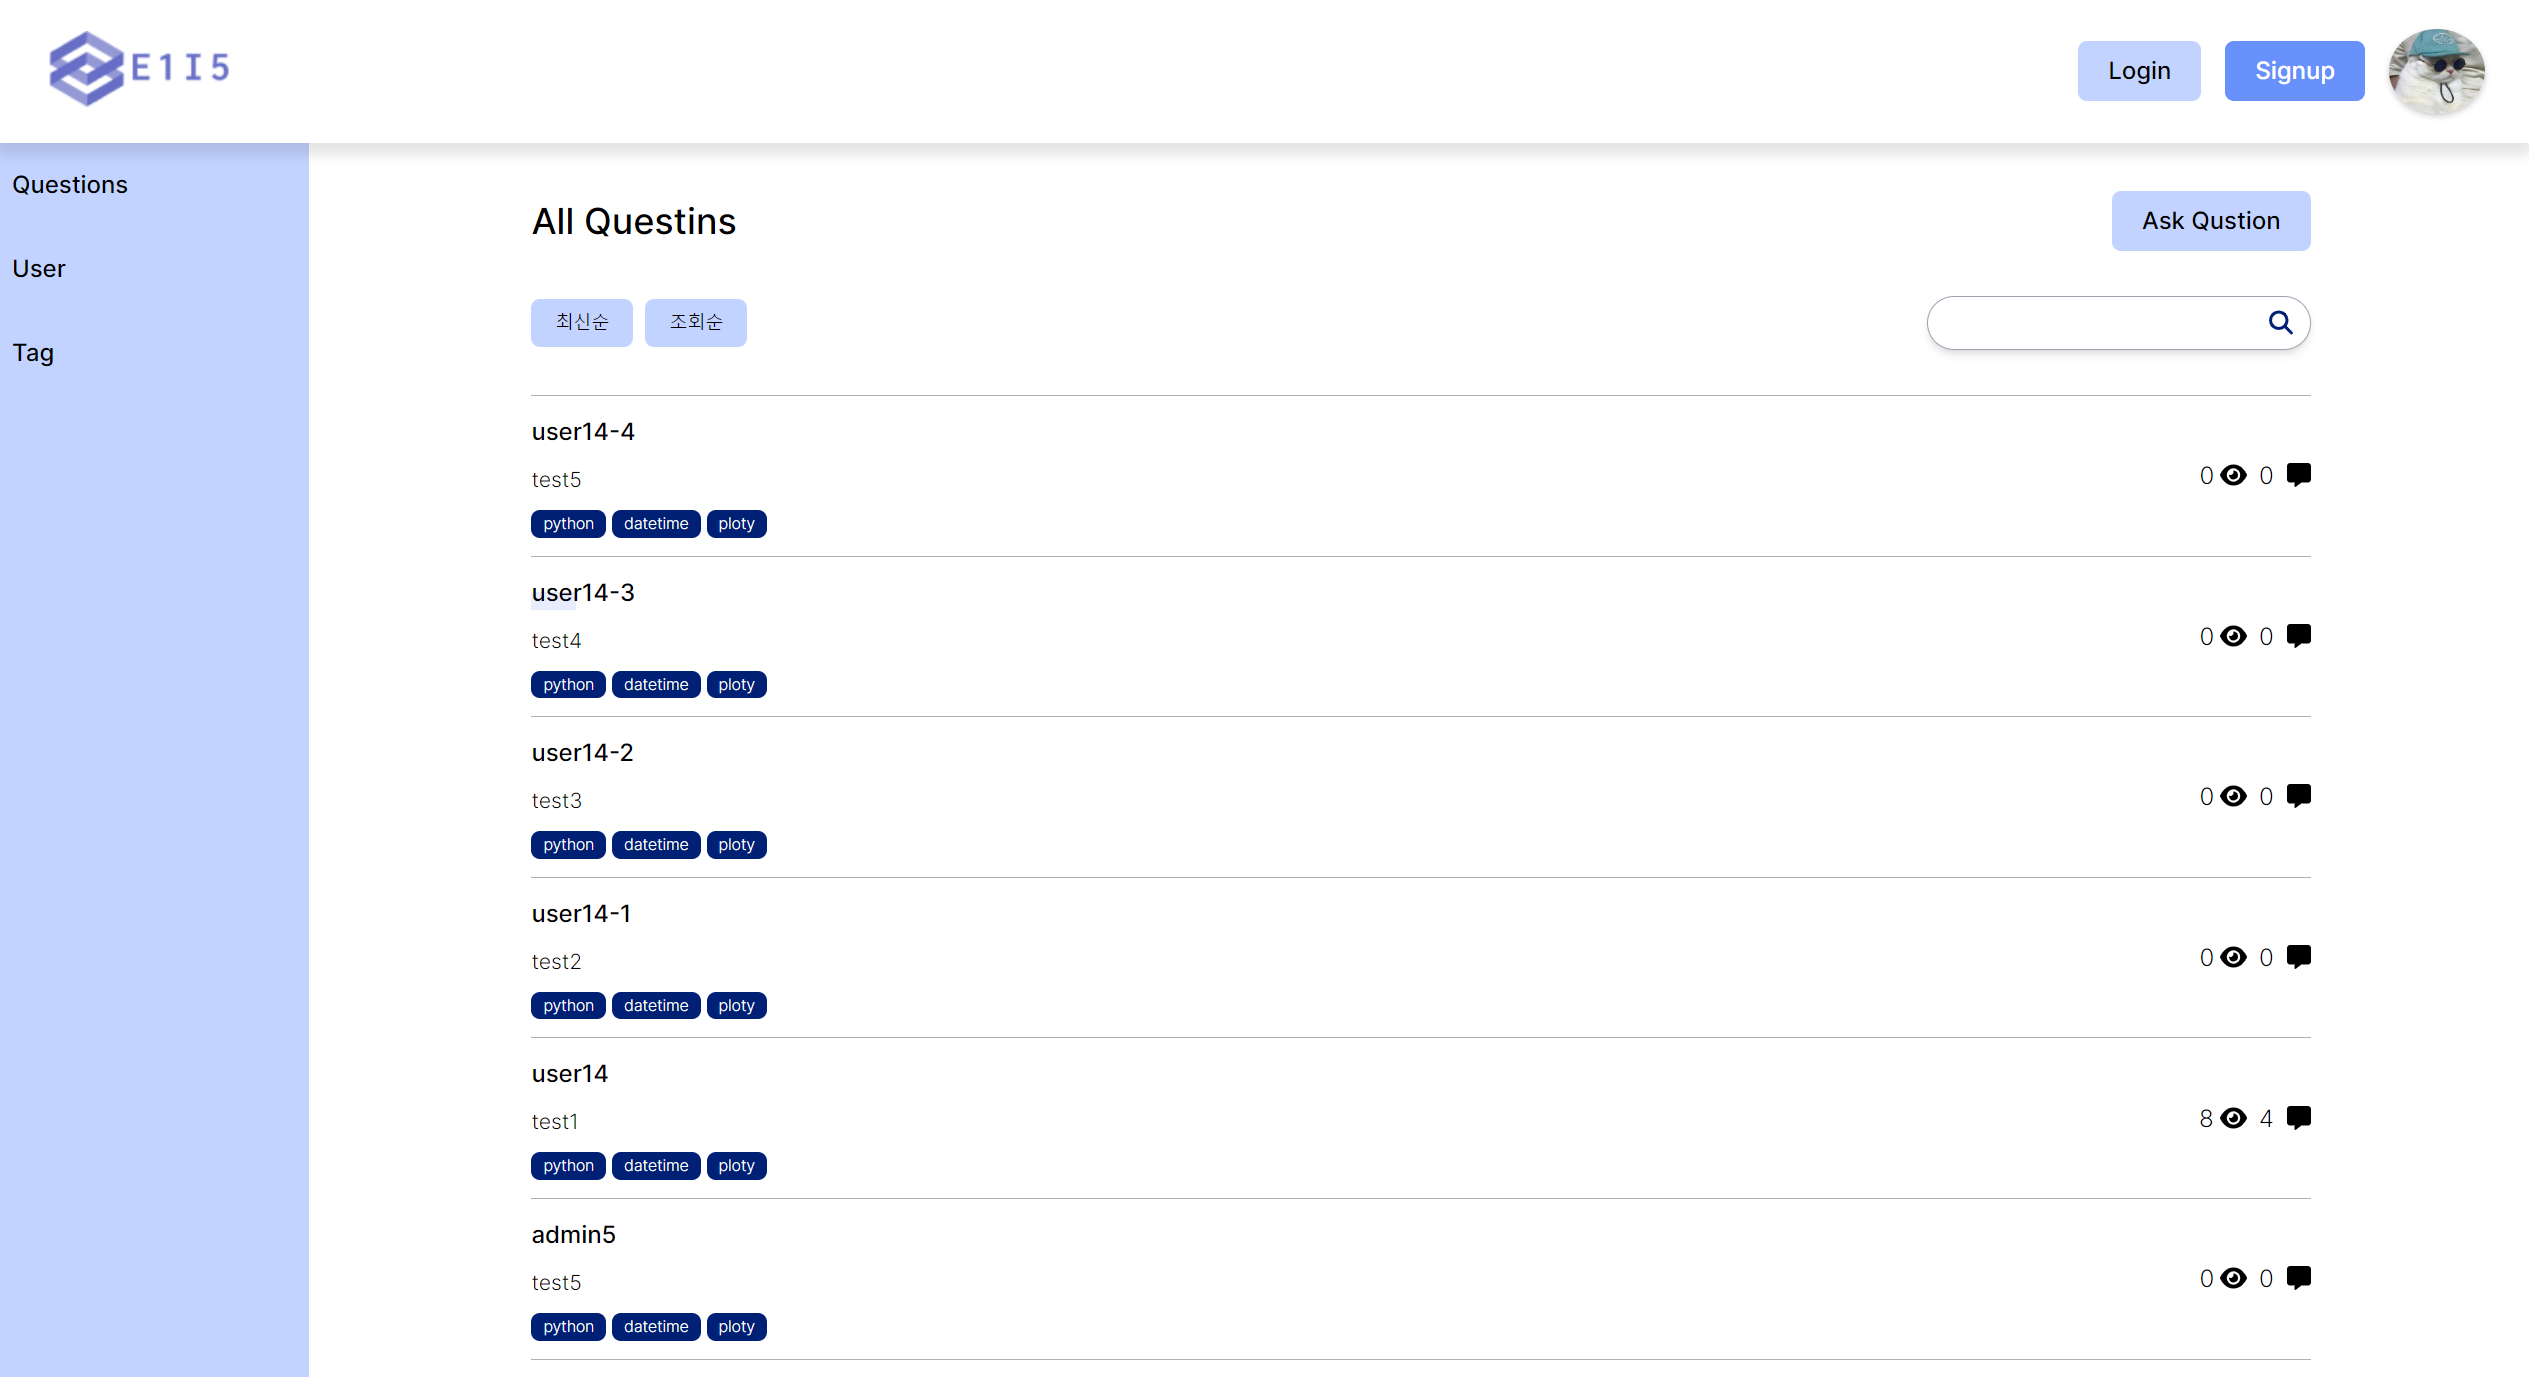 E1I5
Login
Signup
Questions
User
Tag
All Questins
Ask Qustion
최신순
조회순
user14-4
test5
0 0
python datetime ploty
user14-3
test4
0 0
python datetime ploty
user14-2
test3
0 0
python datetime ploty
user14-1
test2
0 0
python datetime ploty
user14
test1
8 4
python datetime ploty
admin5
test5
0 0
python datetime ploty